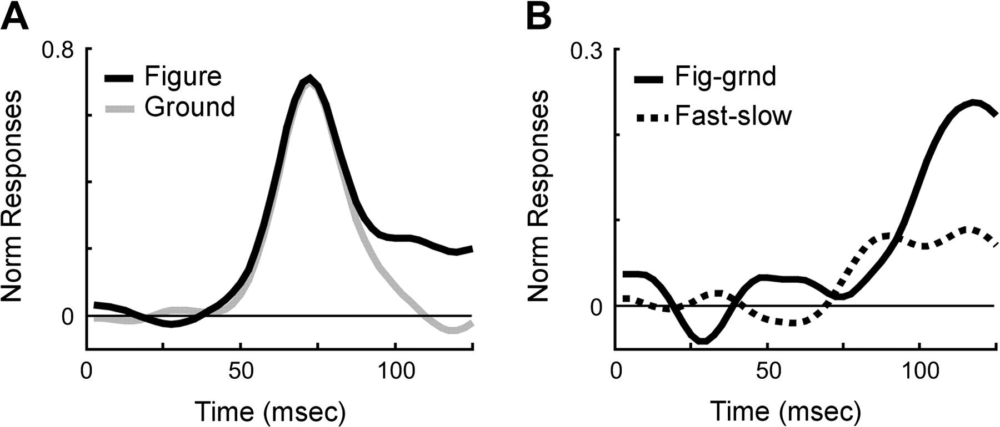 A
0.8
Figure
Ground
Norm Responses
0
0 50 100
Time (msec)
B
0.3
Fig-grnd
Fast-slow
Norm Responses
0
0 50 100
Time (msec)